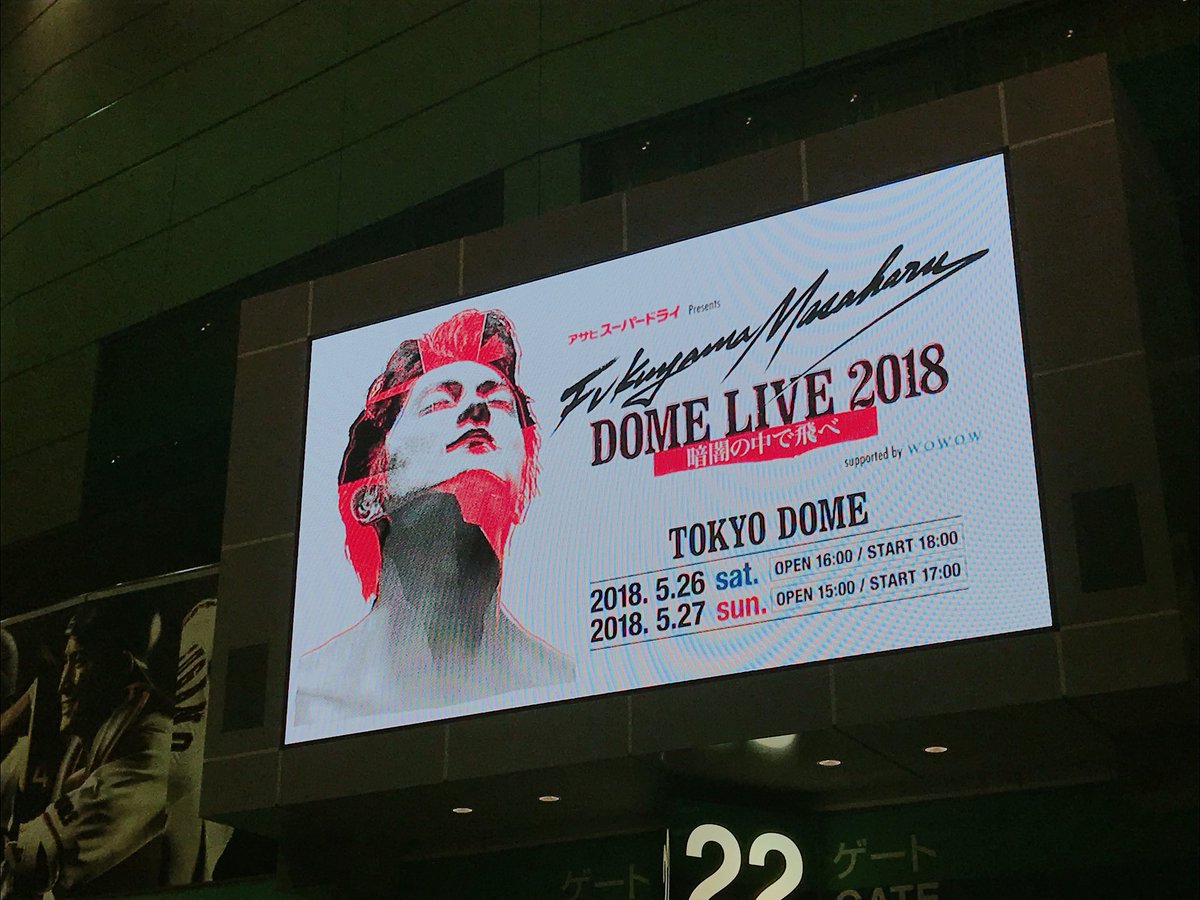 アサヒスーパードライ Presents
Fukuyama Masaharu
DOME LIVE 2018
暗闇の中で飛べ
supported by WOWOW
TOKYO DOME
2018. 5.26 sat. OPEN 16:00 / START 18:00
2018. 5.27 sun. OPEN 15:00 / START 17:00
ゲート 22 ゲート
GATE